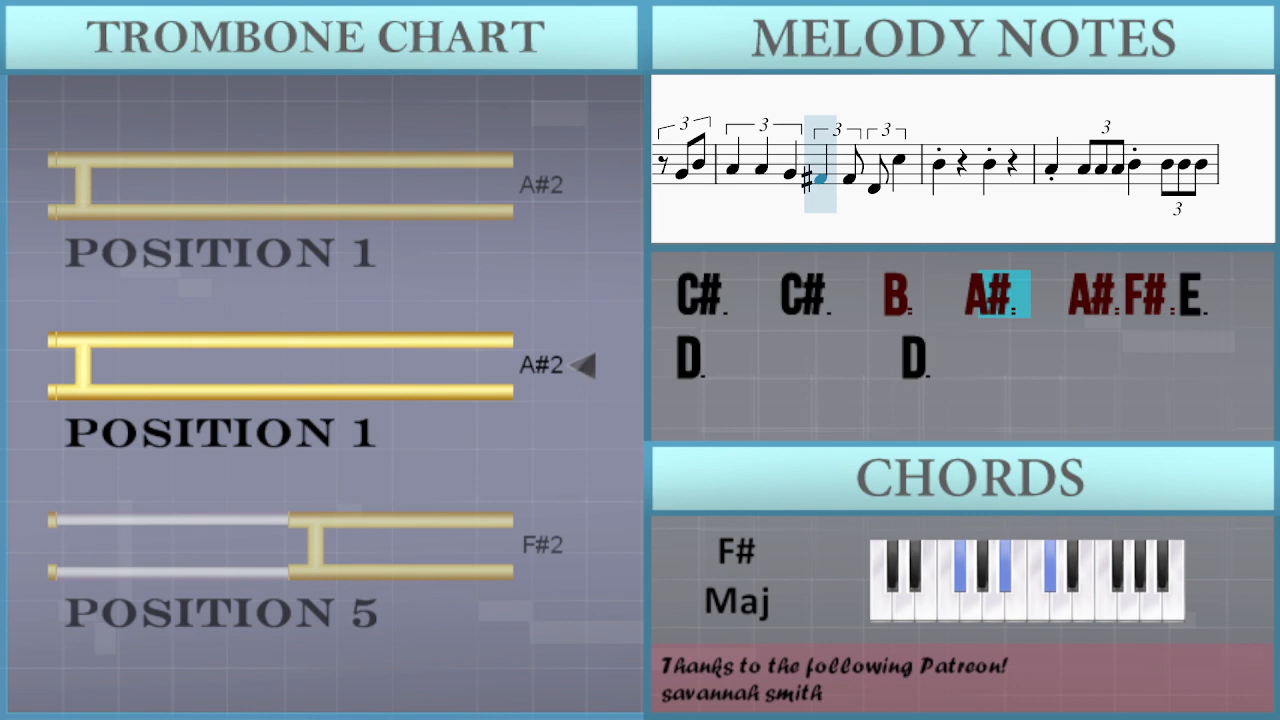 TROMBONE CHART
A#2
POSITION 1
A#2
POSITION 1
F#2
POSITION 5
MELODY NOTES
3 3 3 3 3
3
C#. C#. B: A#: A#: F#: E.
D. D.
CHORDS
F#
Maj
Thanks to the following Patreon!
savannah smith